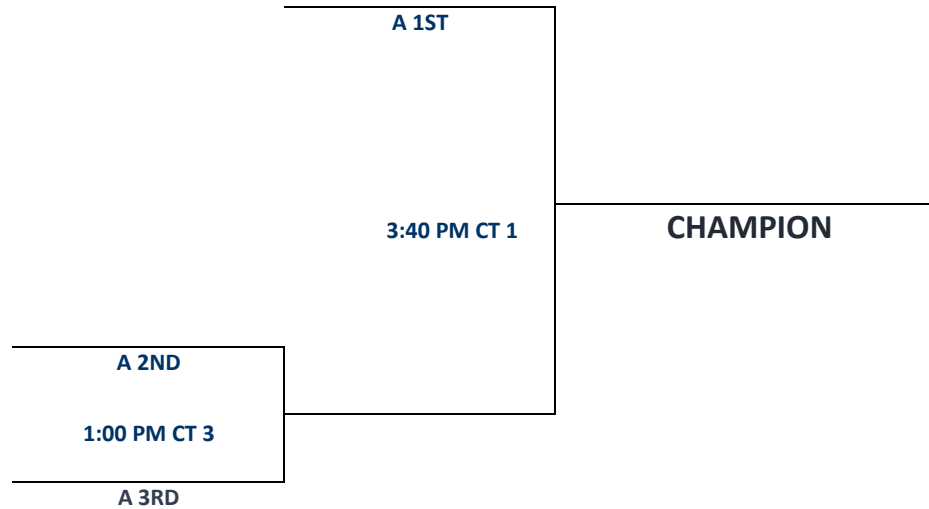 A 1ST
3:40 PM CT 1
CHAMPION
A 2ND
1:00 PM CT 3
A 3RD